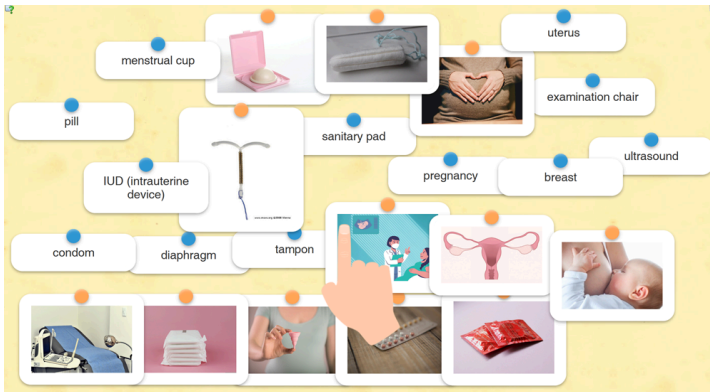 uterus
menstrual cup
examination chair
pill
sanitary pad
ultrasound
pregnancy
breast
IUD (intrauterine
device)
condom
diaphragm
tampon